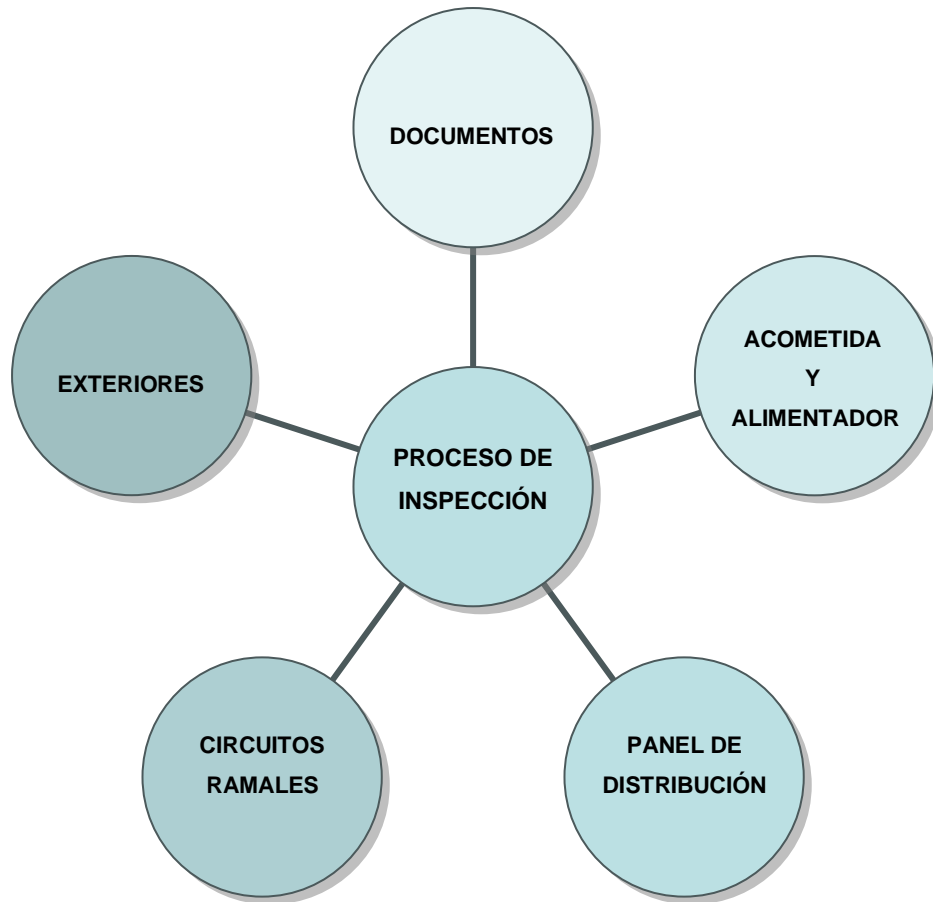 DOCUMENTOS
ACOMETIDA
Y
ALIMENTADOR
EXTERIORES
PROCESO DE
INSPECCIÓN
CIRCUITOS
RAMALES
PANEL DE
DISTRIBUCIÓN